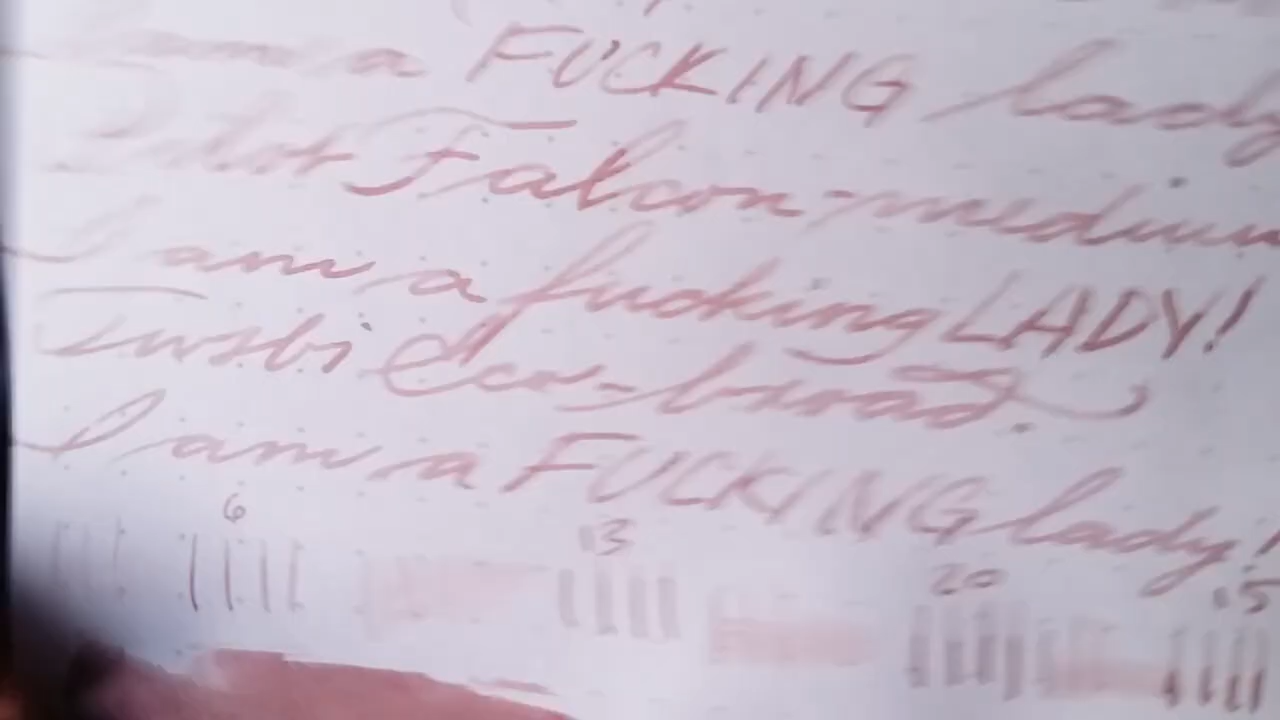 I am a FUCKING lady
Pilot Falcon-medium
I am a fucking LADY!
Twsbi Eco-broad.
I am a FUCKING lady!
6
13
20
15